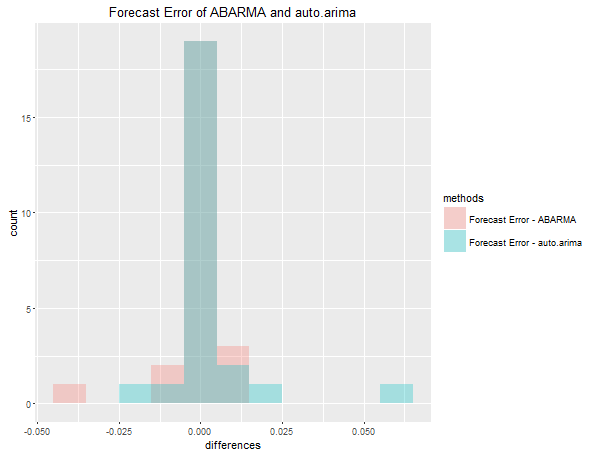 Forecast Error of ABARMA and auto.arima
15
10
5
0
count
-0.050 -0.025 0.000 0.025 0.050
differences
methods
Forecast Error - ABARMA
Forecast Error - auto.arima